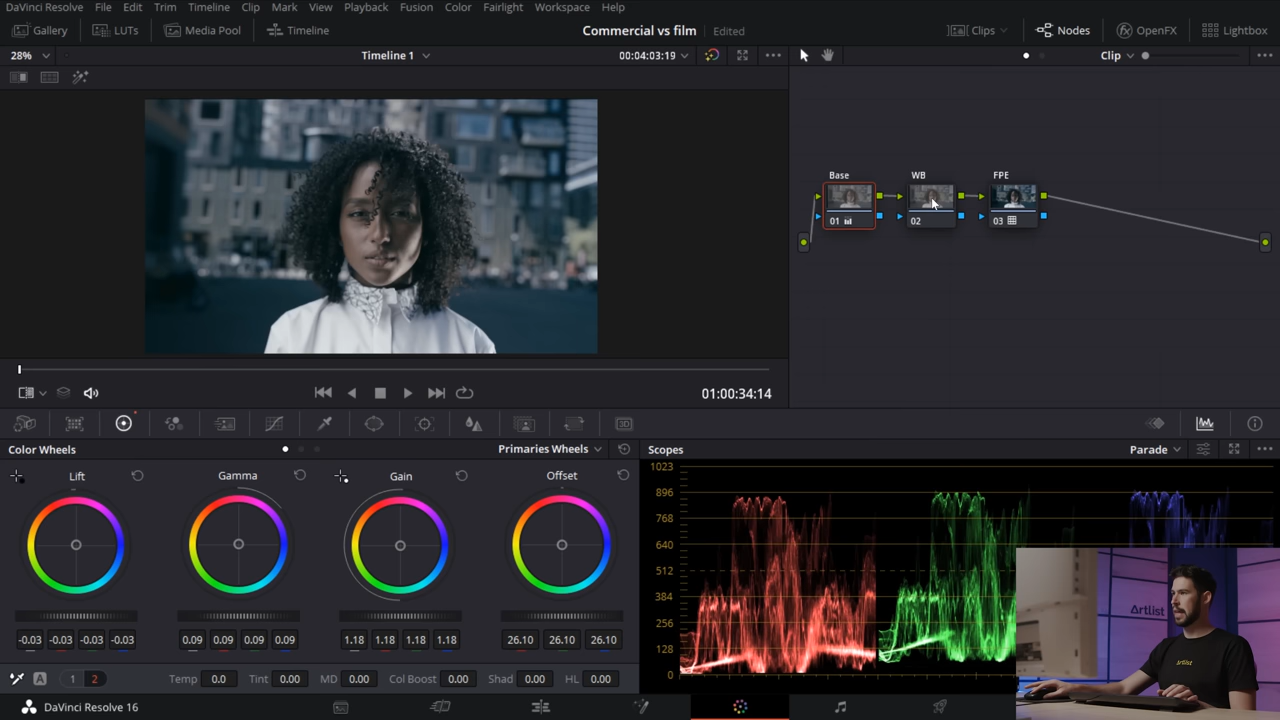 DaVinci Resolve File Edit Trim Timeline Clip Mark View Playback Fusion Color Fairlight Workspace Help
Gallery LUTs Media Pool Timeline Commercial vs film Edited Clips Nodes OpenFX Lightbox
28% Timeline 1 00:04:03:19 Clip
Base WB FPE
01 02 03
01:00:34:14
3D
Color Wheels Primaries Wheels Scopes Parade
Lift Gamma Gain Offset
1023
896
768
640
512
384
256
128
0
-0.03 -0.03 -0.03 -0.03 0.09 0.09 0.09 0.09 1.18 1.18 1.18 1.18 26.10 26.10 26.10
A 1 2 Temp 0.0 Tint 0.00 MD 0.00 Col Boost 0.00 Shad 0.00 HL 0.00
DaVinci Resolve 16
Artlist
Artlist